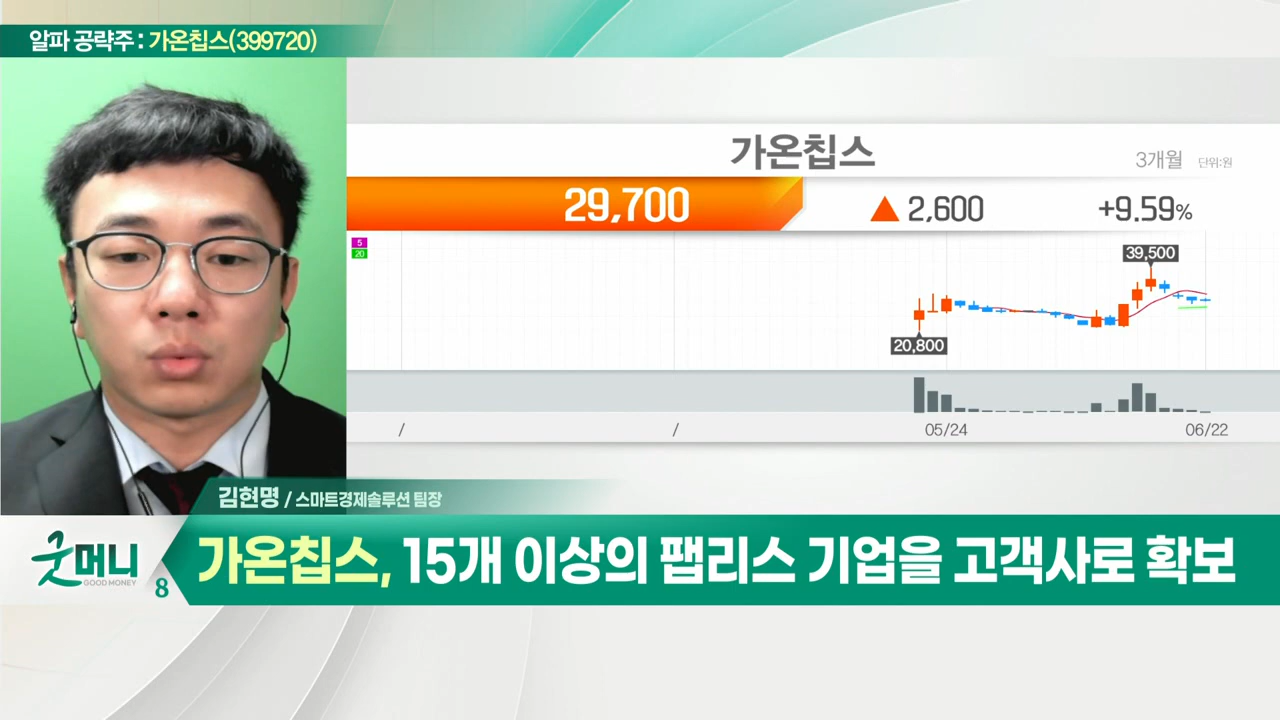 알파 공략주 : 가온칩스(399720)
가온칩스
3개월 단위:원
29,700 ▲ 2,600 +9.59%
5
20
39,500
20,800
/ / 05/24 06/22
김현명 / 스마트경제솔루션 팀장
굿머니
GOOD MONEY
8
가온칩스, 15개 이상의 팹리스 기업을 고객사로 확보